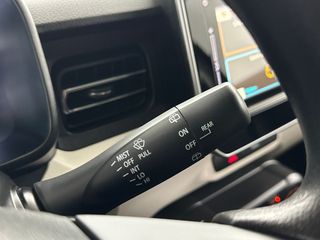 MIST
OFF
PULL
INT
LO
HI
ON
OFF
REAR